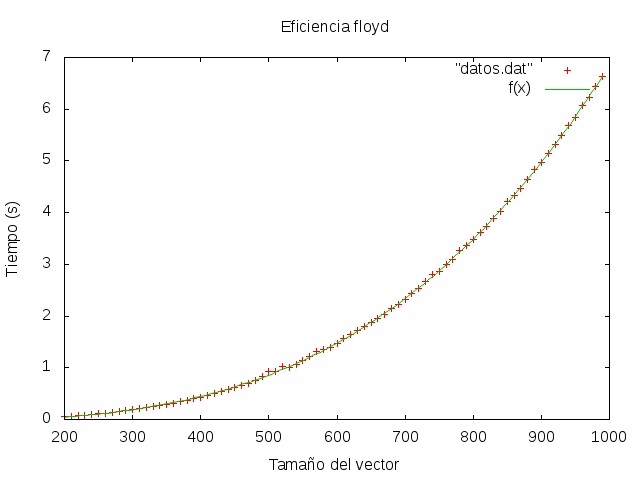 Eficiencia floyd
7
6
5
4
3
2
1
0
Tiempo (s)
"datos.dat"
f(x)
200 300 400 500 600 700 800 900 1000
Tamaño del vector